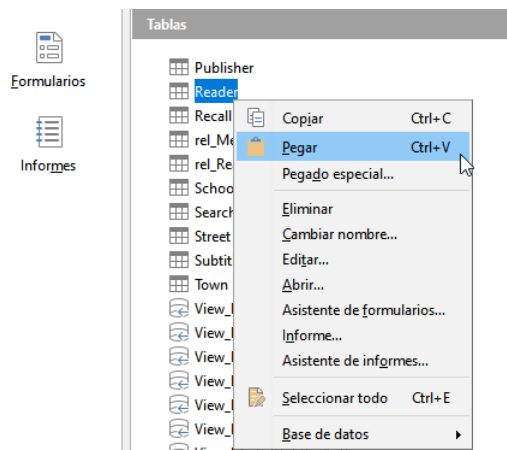 Formularios
Informes
Tablas
Publisher
Reader
Recall
rel_Me
rel_Re
Schoo
Search
Street
Subtit
Town
View_
View_
View_
View_
View_
View_
Copiar Ctrl+C
Pegar Ctrl+V
Pegado especial...
Eliminar
Cambiar nombre...
Editar...
Abrir...
Asistente de formularios...
Informe...
Asistente de informes...
Seleccionar todo Ctrl+E
Base de datos